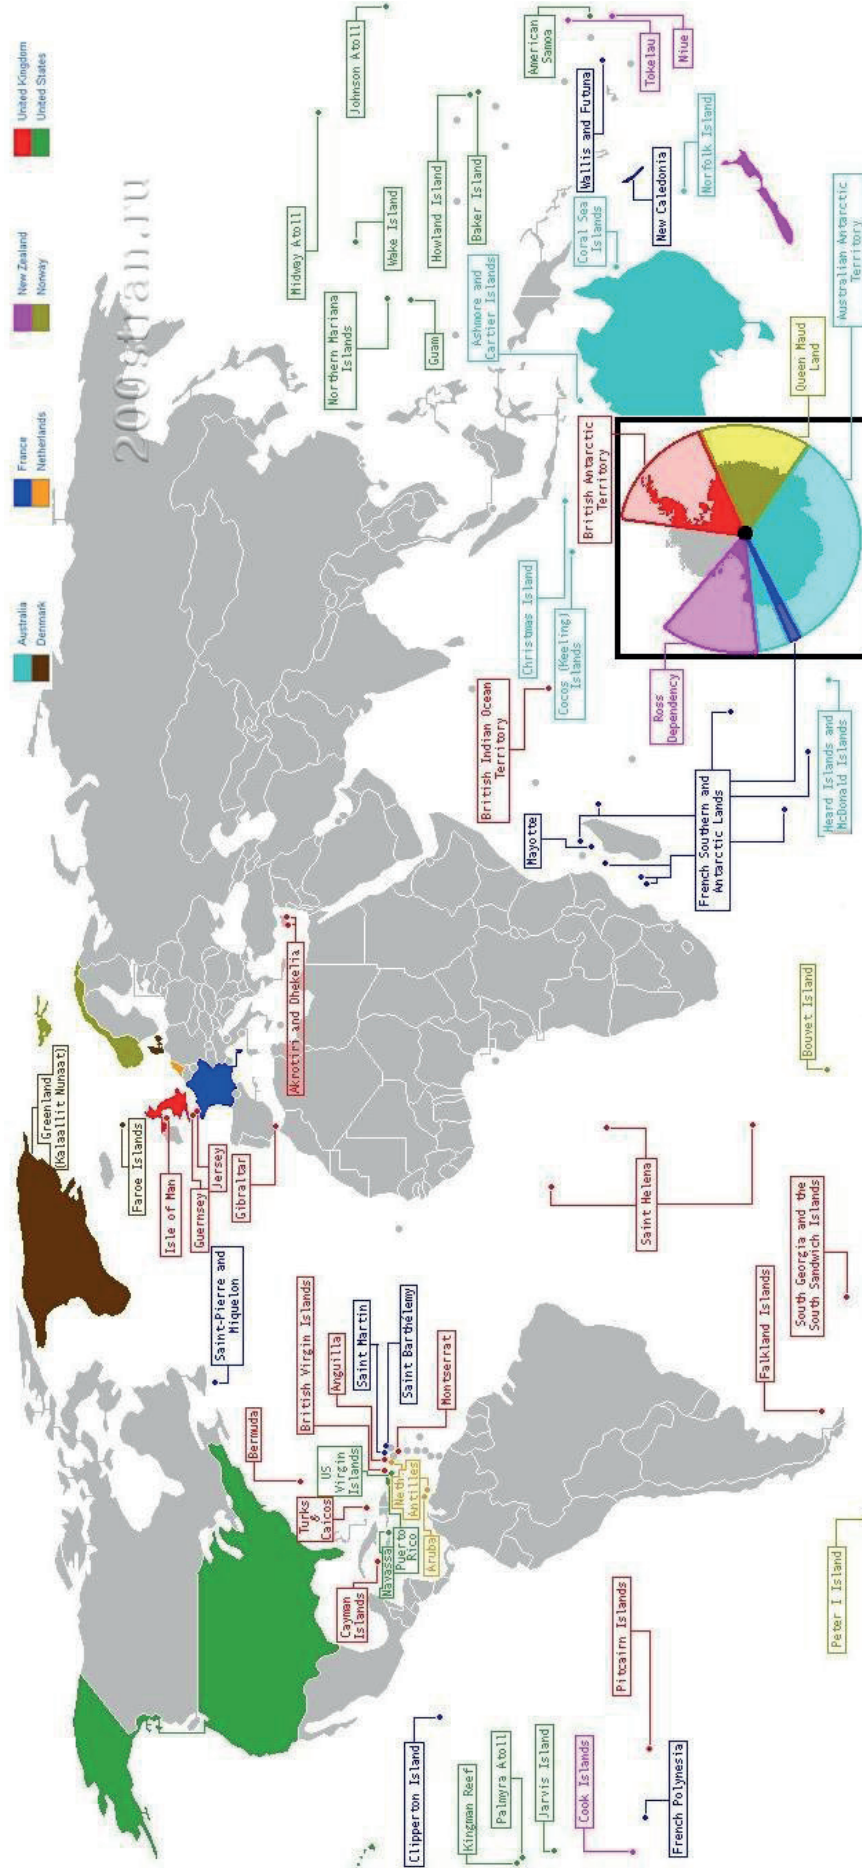 Australia
Denmark
France
Netherlands
New Zealand
Norway
United Kingdom
United States
200stran.ru
Greenland
(Kalaallit Nunaat)
Faroe Islands
Isle of Man
Guernsey
Jersey
Gibraltar
Akrotiri and Dhekelia
Saint-Pierre and
Miquelon
Bermuda
British Virgin Islands
Anguilla
Saint Martin
Saint Barthélemy
Montserrat
Turks
&
Caicos
US
Virgin
Islands
Cayman
Islands
Navassa
Puerto
Rico
Neth
Antilles
Aruba
Clipperton Island
Kingman Reef
Palmyra Atoll
Jarvis Island
Cook Islands
French Polynesia
Pitcairn Islands
Peter I Island
Falkland Islands
South Georgia and the
South Sandwich Islands
Saint Helena
Bouvet Island
Mayotte
French Southern and
Antarctic Lands
Heard Islands and
McDonald Islands
British Indian Ocean
Territory
Christmas Island
Cocos (Keeling)
Islands
Ross
Dependency
British Antarctic
Territory
Queen Maud
Land
Australian Antarctic
Territory
Midway Atoll
Johnson Atoll
Northern Mariana
Islands
Wake Island
Guam
Howland Island
Baker Island
Ashmore and
Cartier Islands
Coral Sea
Islands
American
Samoa
Wallis and Futuna
Tokelau
Niue
New Caledonia
Norfolk Island